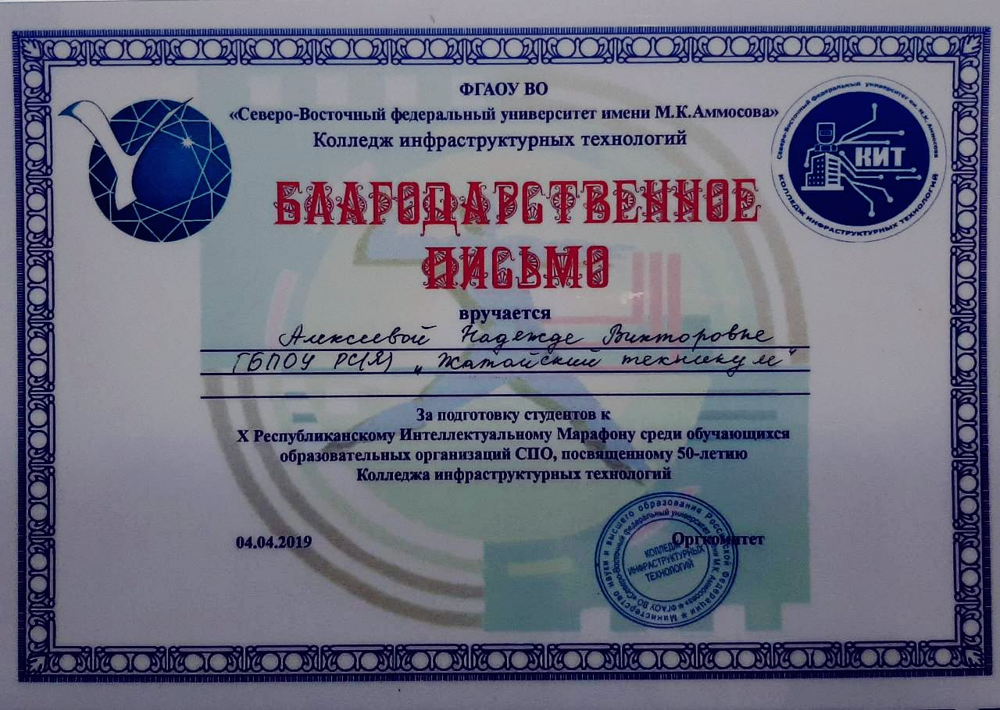 ФГАОУ ВО
«Северо-Восточный федеральный университет имени М.К.Аммосова»
Колледж инфраструктурных технологий
БЛАГОДАРСТВЕННОЕ
ПИСЬМО
вручается
Алексеевой Надежде Викторовне
ГБПОУ РС(Я) „Жатайский техникум“
За подготовку студентов к
X Республиканскому Интеллектуальному Марафону среди обучающихся
образовательных организаций СПО, посвященному 50-летию
Колледжа инфраструктурных технологий
04.04.2019
Оргкомитет
Северо-Восточный федеральный университет им. М.К. Аммосова
КИТ
КОЛЛЕДЖ ИНФРАСТРУКТУРНЫХ ТЕХНОЛОГИЙ
Министерство науки и высшего образования Российской Федерации
ФГАОУ ВО «Северо-Восточный федеральный университет имени М.К. Аммосова»
КОЛЛЕДЖ
ИНФРАСТРУКТУРНЫХ
ТЕХНОЛОГИЙ